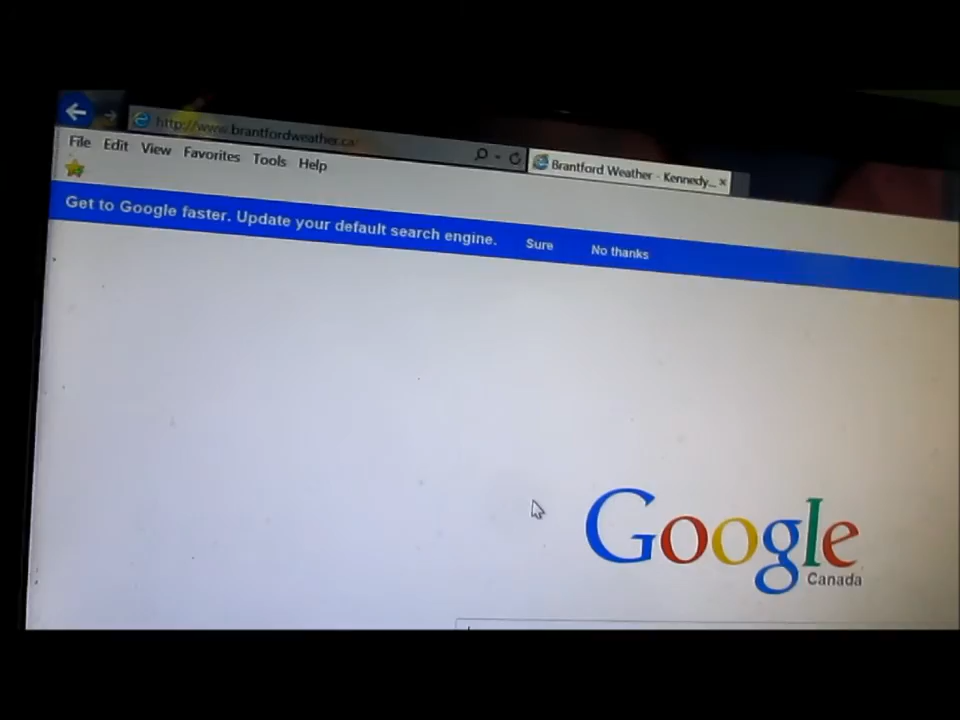 http://www.brantfordweather.ca/
Brantford Weather - Kennedy...
File Edit View Favorites Tools Help
Get to Google faster. Update your default search engine. Sure No thanks
Google
Canada